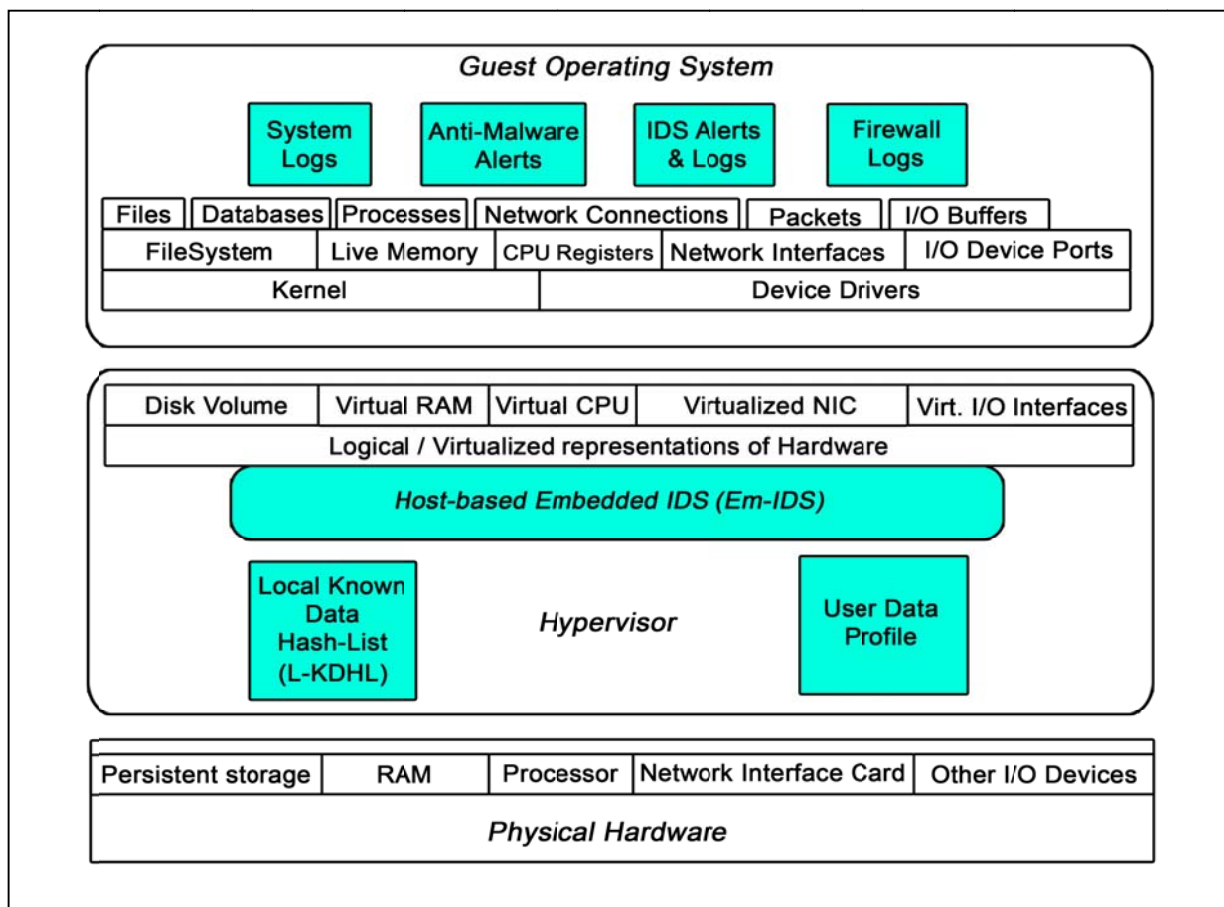 Guest Operating System
System
Logs
Anti-Malware
Alerts
IDS Alerts
& Logs
Firewall
Logs
Files
Databases
Processes
Network Connections
Packets
I/O Buffers
FileSystem
Live Memory
CPU Registers
Network Interfaces
I/O Device Ports
Kernel
Device Drivers
Disk Volume
Virtual RAM
Virtual CPU
Virtualized NIC
Virt. I/O Interfaces
Logical / Virtualized representations of Hardware
Host-based Embedded IDS (Em-IDS)
Local Known
Data
Hash-List
(L-KDHL)
Hypervisor
User Data
Profile
Persistent storage
RAM
Processor
Network Interface Card
Other I/O Devices
Physical Hardware